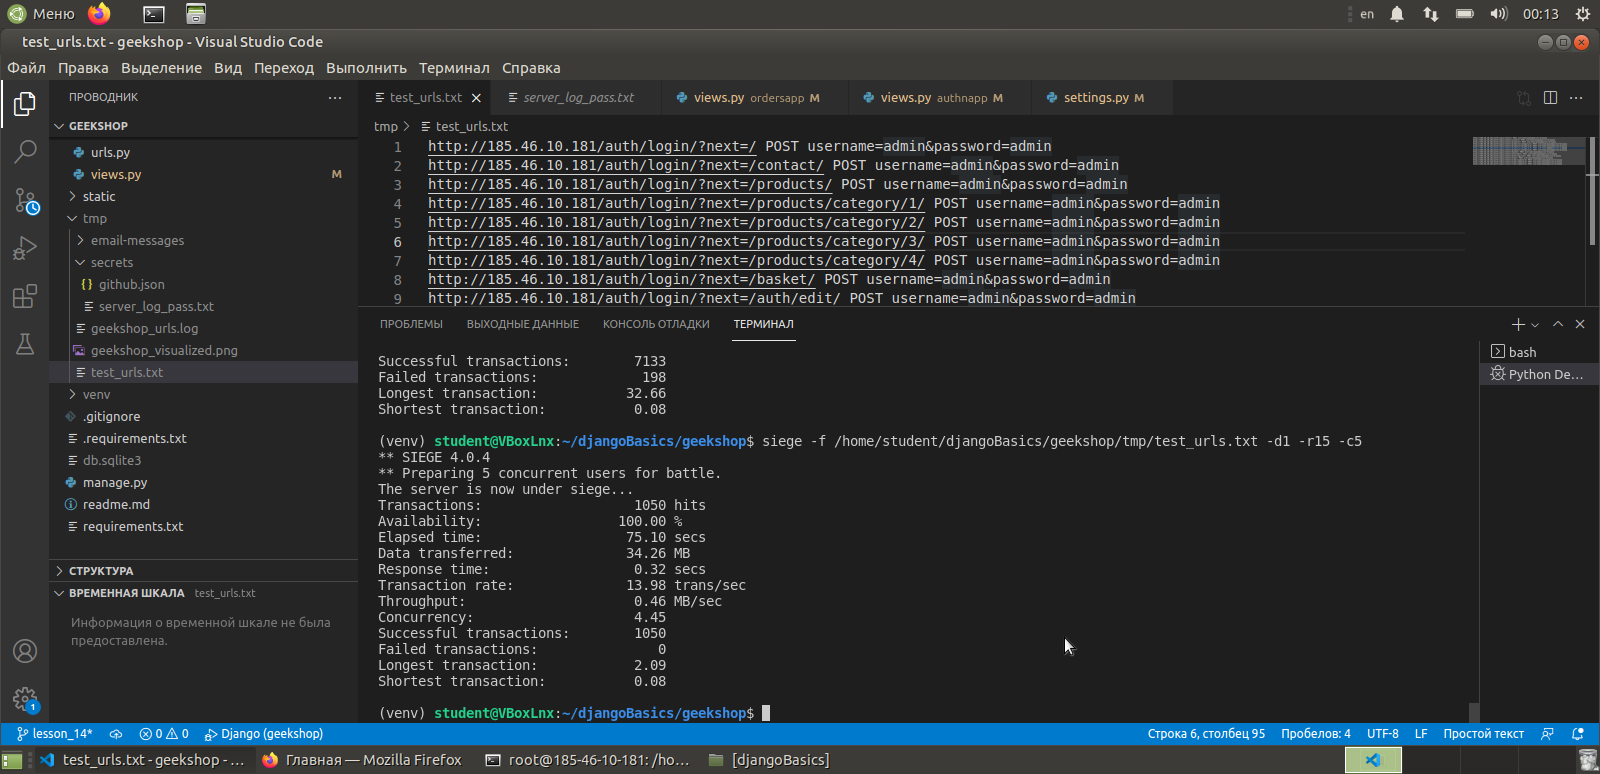 Меню
en
00:13
test_urls.txt - geekshop - Visual Studio Code
Файл Правка Выделение Вид Переход Выполнить Терминал Справка
ПРОВОДНИК
GEEKSHOP
urls.py
views.py M
static
tmp
email-messages
secrets
github.json
server_log_pass.txt
geekshop_urls.log
geekshop_visualized.png
test_urls.txt
venv
.gitignore
.requirements.txt
db.sqlite3
manage.py
readme.md
requirements.txt
СТРУКТУРА
ВРЕМЕННАЯ ШКАЛА test_urls.txt
Информация о временной шкале не была
предоставлена.
1
test_urls.txt server_log_pass.txt views.py ordersapp M views.py authnapp M settings.py M
tmp > test_urls.txt
1 http://185.46.10.181/auth/login/?next=/ POST username=admin&password=admin
2 http://185.46.10.181/auth/login/?next=/contact/ POST username=admin&password=admin
3 http://185.46.10.181/auth/login/?next=/products/ POST username=admin&password=admin
4 http://185.46.10.181/auth/login/?next=/products/category/1/ POST username=admin&password=admin
5 http://185.46.10.181/auth/login/?next=/products/category/2/ POST username=admin&password=admin
6 http://185.46.10.181/auth/login/?next=/products/category/3/ POST username=admin&password=admin
7 http://185.46.10.181/auth/login/?next=/products/category/4/ POST username=admin&password=admin
8 http://185.46.10.181/auth/login/?next=/basket/ POST username=admin&password=admin
9 http://185.46.10.181/auth/login/?next=/auth/edit/ POST username=admin&password=admin
ПРОБЛЕМЫ ВЫХОДНЫЕ ДАННЫЕ КОНСОЛЬ ОТЛАДКИ ТЕРМИНАЛ
bash
Python De...
Successful transactions: 7133
Failed transactions: 198
Longest transaction: 32.66
Shortest transaction: 0.08
(venv) student@VBoxLnx:~/djangoBasics/geekshop$ siege -f /home/student/djangoBasics/geekshop/tmp/test_urls.txt -d1 -r15 -c5
** SIEGE 4.0.4
** Preparing 5 concurrent users for battle.
The server is now under siege...
Transactions: 1050 hits
Availability: 100.00 %
Elapsed time: 75.10 secs
Data transferred: 34.26 MB
Response time: 0.32 secs
Transaction rate: 13.98 trans/sec
Throughput: 0.46 MB/sec
Concurrency: 4.45
Successful transactions: 1050
Failed transactions: 0
Longest transaction: 2.09
Shortest transaction: 0.08
(venv) student@VBoxLnx:~/djangoBasics/geekshop$
lesson_14* 0 0 Django (geekshop) Строка 6, столбец 95 Пробелов: 4 UTF-8 LF Простой текст
test_urls.txt - geekshop - ... Главная — Mozilla Firefox root@185-46-10-181: /ho... [djangoBasics]